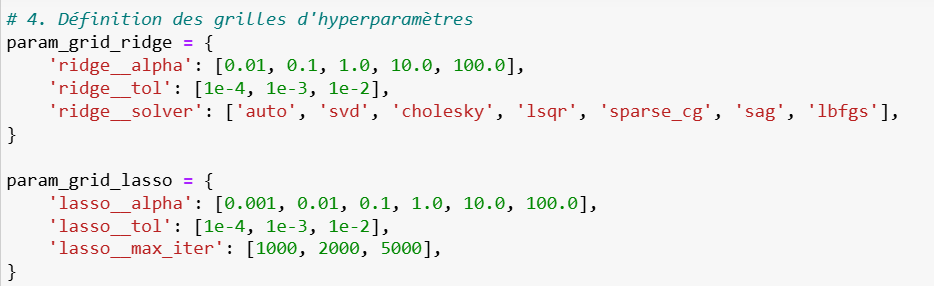 # 4. Définition des grilles d'hyperparamètres
param_grid_ridge = {
    'ridge__alpha': [0.01, 0.1, 1.0, 10.0, 100.0],
    'ridge__tol': [1e-4, 1e-3, 1e-2],
    'ridge__solver': ['auto', 'svd', 'cholesky', 'lsqr', 'sparse_cg', 'sag', 'lbfgs'],
}

param_grid_lasso = {
    'lasso__alpha': [0.001, 0.01, 0.1, 1.0, 10.0, 100.0],
    'lasso__tol': [1e-4, 1e-3, 1e-2],
    'lasso__max_iter': [1000, 2000, 5000],
}